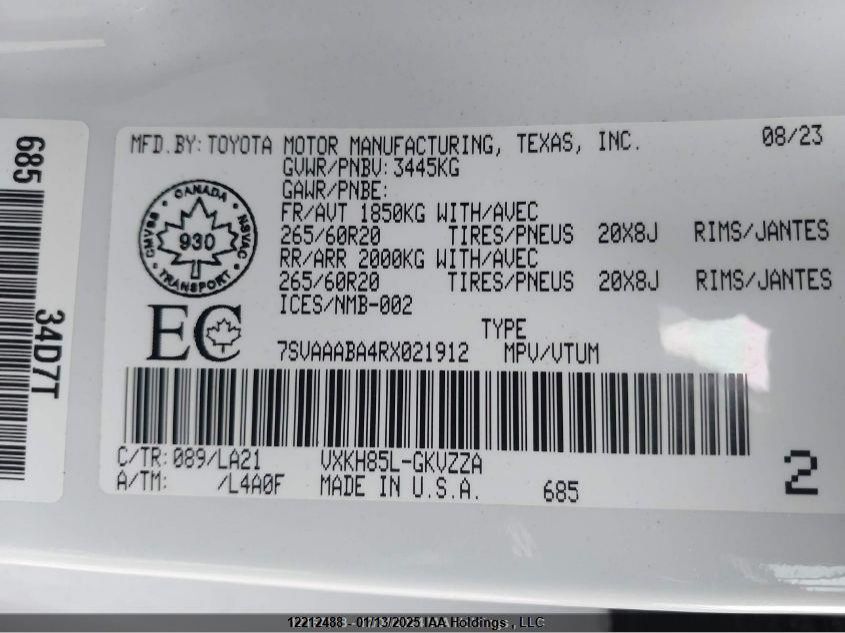 685
34D7T
MFD.BY: TOYOTA MOTOR MANUFACTURING, TEXAS, INC. 08/23
GVWR/PNBV: 3445KG
GAWR/PNBE:
FR/AVT 1850KG WITH/AVEC
265/60R20 TIRES/PNEUS 20X8J RIMS/JANTES
RR/ARR 2000KG WITH/AVEC
265/60R20 TIRES/PNEUS 20X8J RIMS/JANTES
ICES/NMB-002
CANADA
CMVSS 930 NSVAC
TRANSPORT
EC
TYPE
7SVAAABA4RX021912 MPV/VTUM
C/TR: 089/LA21 VXKH85L-GKVZZA
A/TM: /L4A0F MADE IN U.S.A. 685
2
12212488 - 01/13/2025 IAA Holdings , LLC